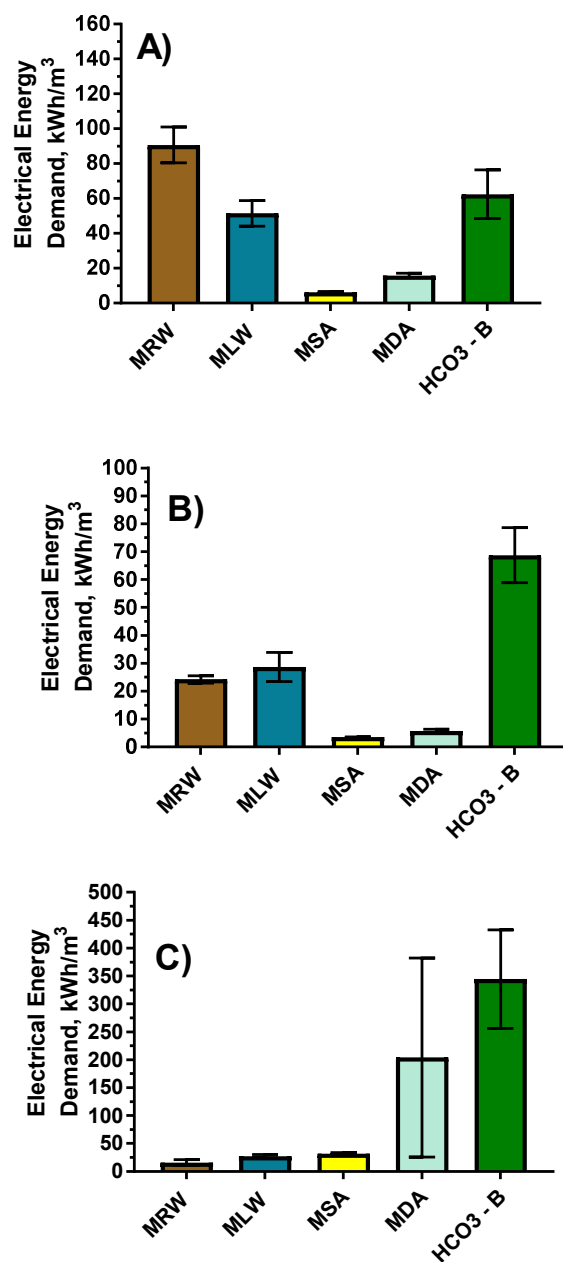 A)
Electrical Energy
Demand, kWh/m³
160
140
120
100
80
60
40
20
0
MRW
MLW
MSA
MDA
HCO3 - B
B)
Electrical Energy
Demand, kWh/m³
100
90
80
70
60
50
40
30
20
10
0
MRW
MLW
MSA
MDA
HCO3 - B
C)
Electrical Energy
Demand, kWh/m³
500
450
400
350
300
250
200
150
100
50
0
MRW
MLW
MSA
MDA
HCO3 - B